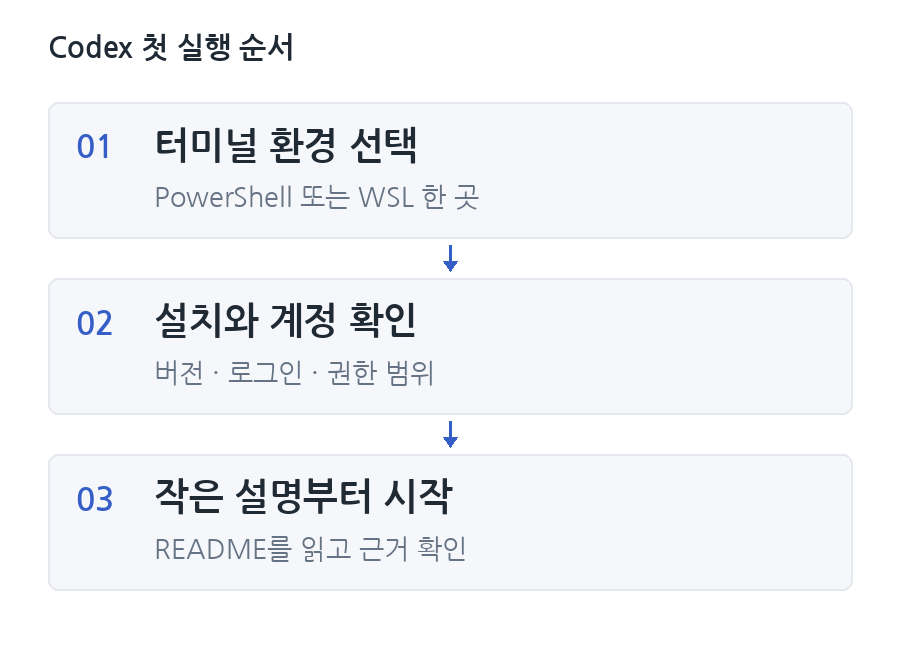 Codex 첫 실행 순서
01
터미널 환경 선택
PowerShell 또는 WSL 한 곳
02
설치와 계정 확인
버전 · 로그인 · 권한 범위
03
작은 설명부터 시작
README를 읽고 근거 확인